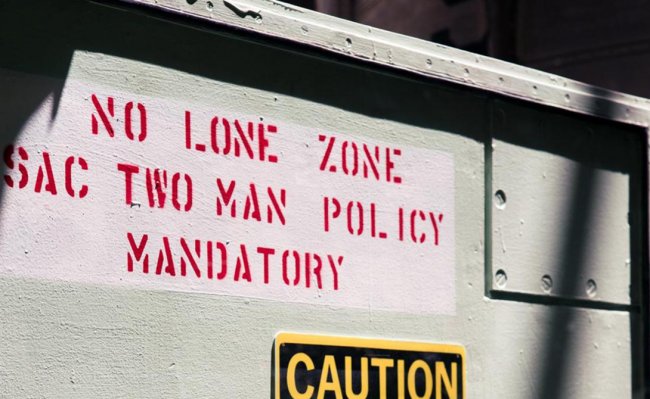 NO LONE ZONE
SAC TWO MAN POLICY
MANDATORY
CAUTION